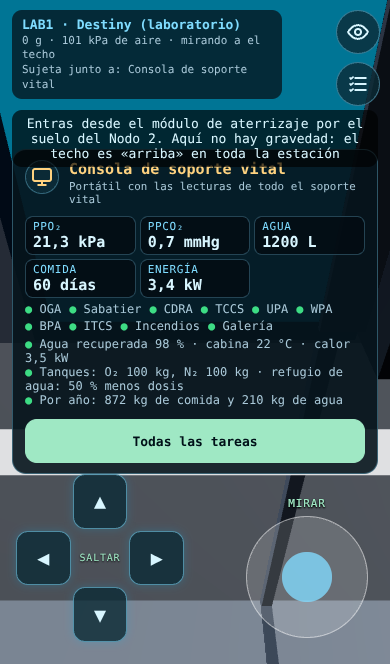 LAB1 · Destiny (laboratorio)
0 g · 101 kPa de aire · mirando a el
techo
Sujeta junto a: Consola de soporte
vital
Entras desde el módulo de aterrizaje por el
suelo del Nodo 2. Aquí no hay gravedad: el
techo es «arriba» en toda la estación
Consola de soporte vital
Portátil con las lecturas de todo el soporte
vital
PPO₂
21,3 kPa
PPCO₂
0,7 mmHg
AGUA
1200 L
COMIDA
60 días
ENERGÍA
3,4 kW
● OGA ● Sabatier ● CDRA ● TCCS ● UPA ● WPA
● BPA ● ITCS ● Incendios ● Galería
● Agua recuperada 98 % · cabina 22 °C · calor
3,5 kW
● Tanques: O₂ 100 kg, N₂ 100 kg · refugio de
agua: 50 % menos dosis
● Por año: 872 kg de comida y 210 kg de agua
Todas las tareas
MIRAR
SALTAR